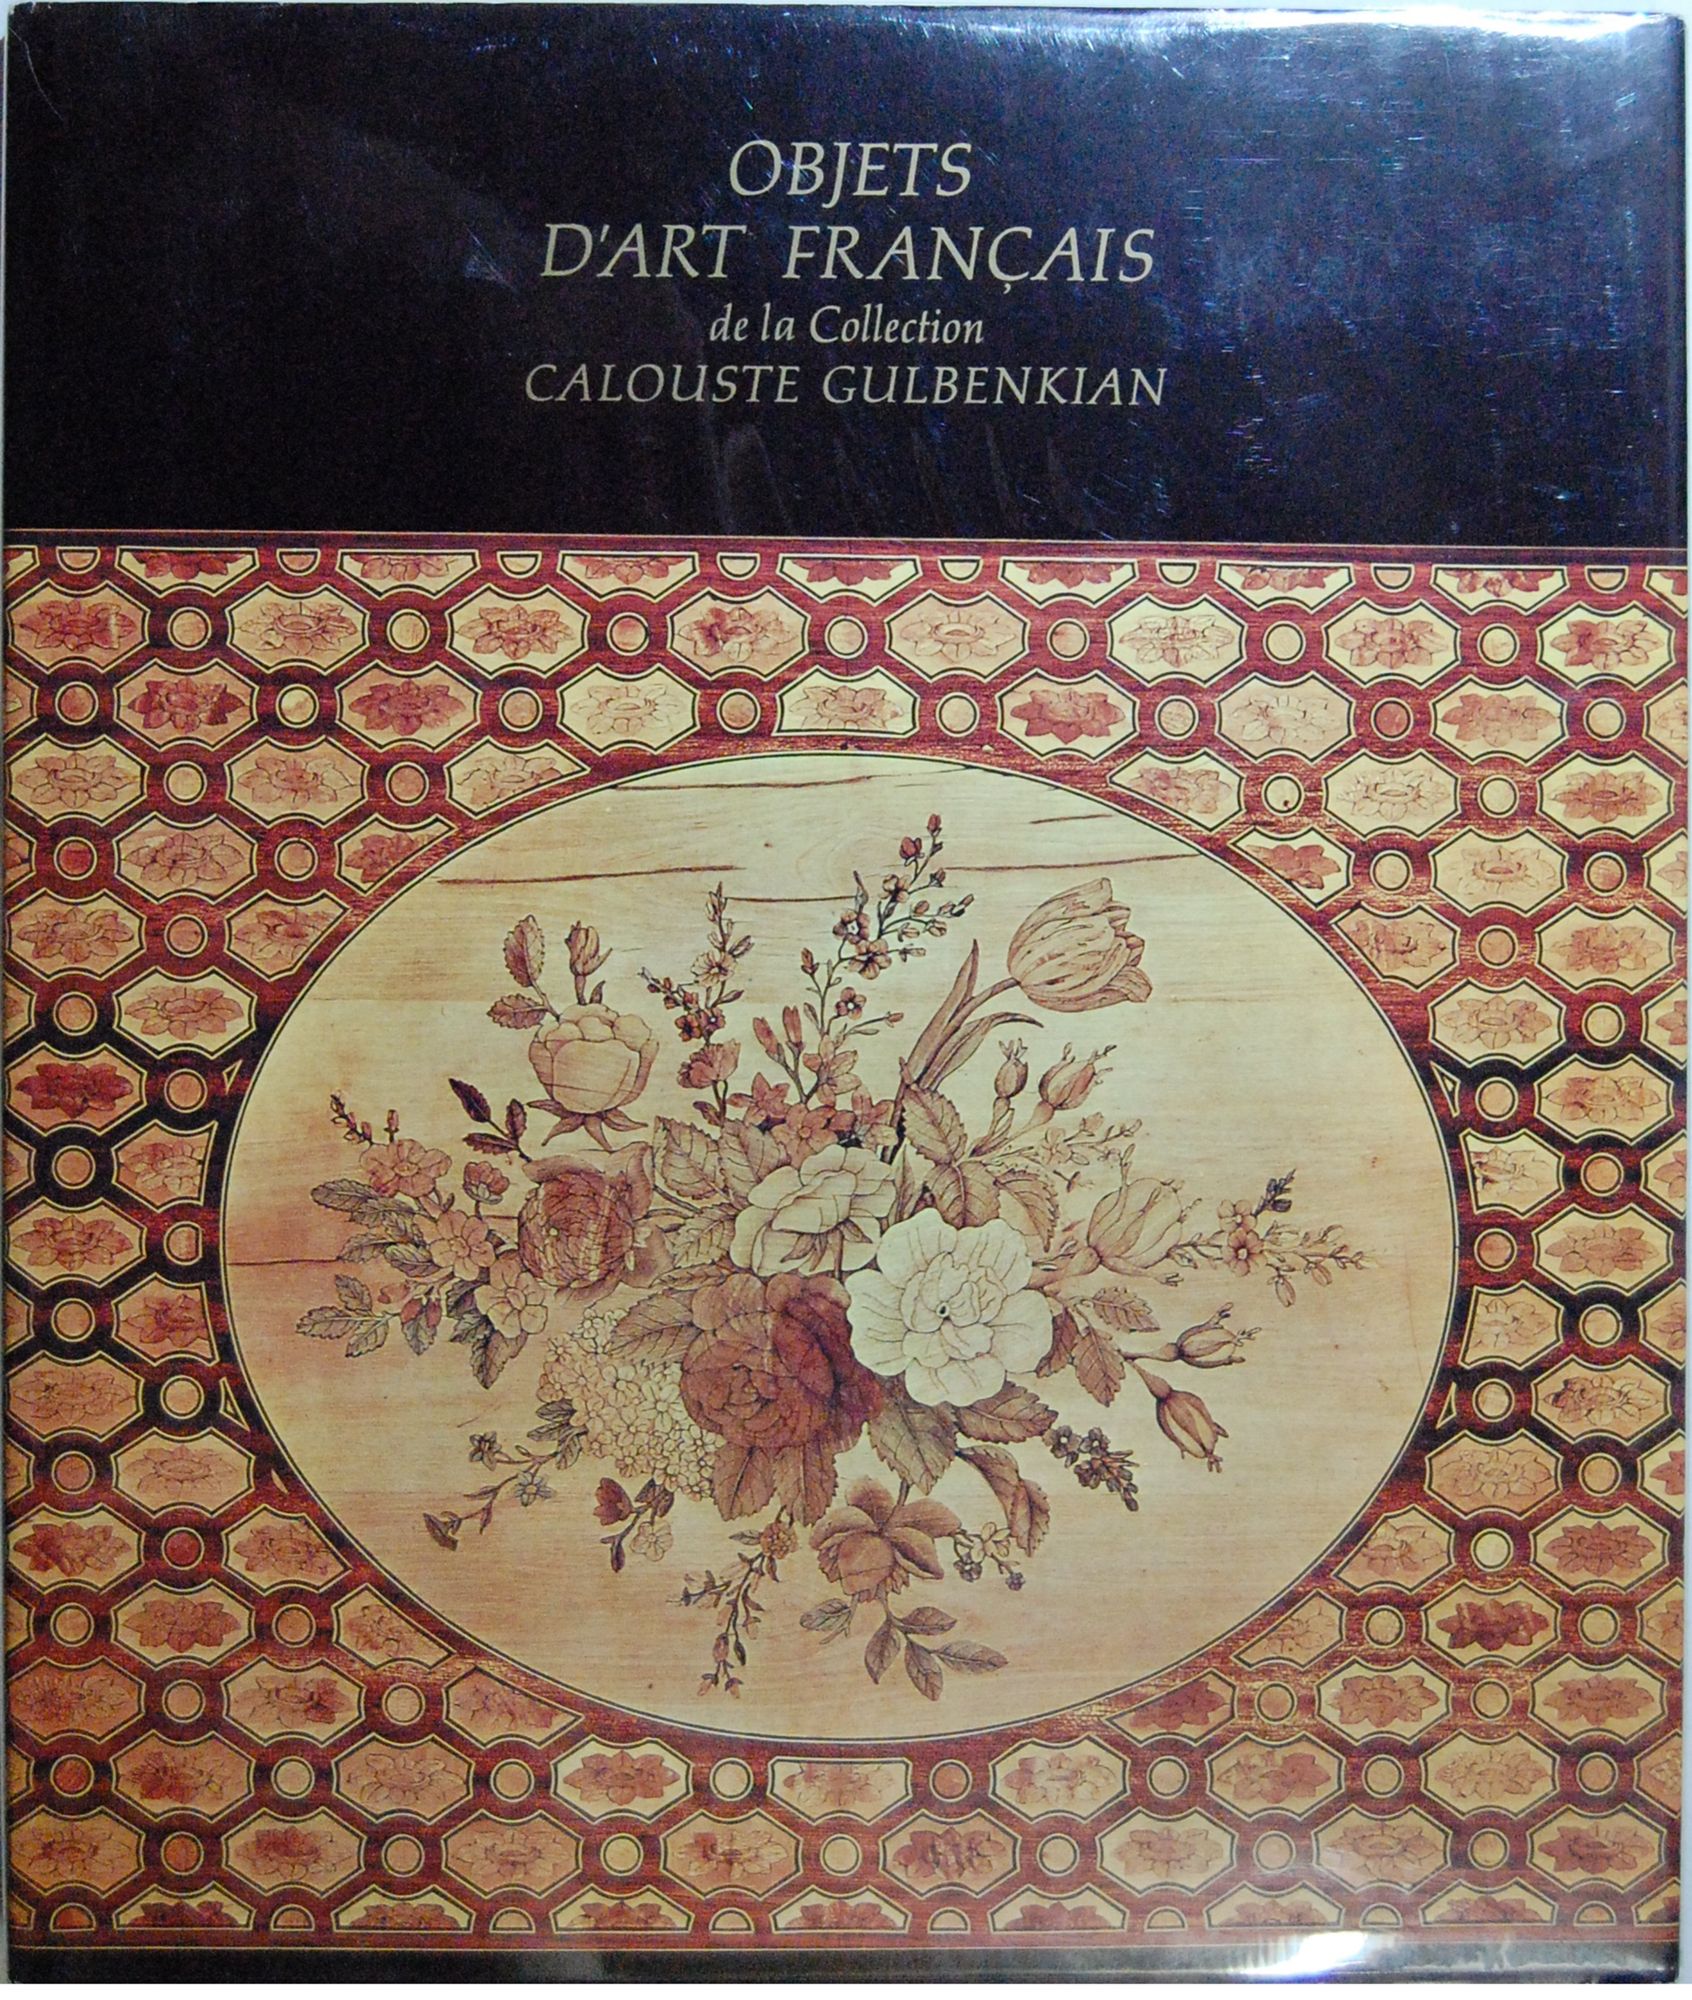 OBJETS
D'ART FRANÇAIS
de la Collection
CALOUSTE GULBENKIAN